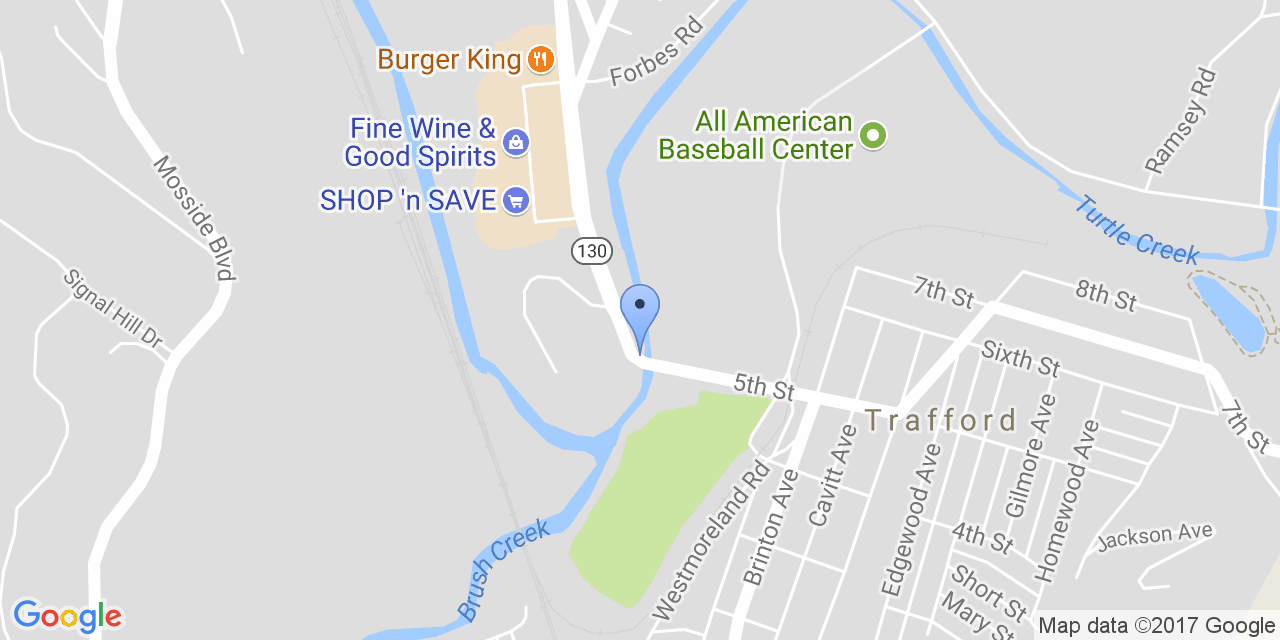 Burger King
Forbes Rd
Fine Wine &
Good Spirits
All American
Baseball Center
Ramsey Rd
SHOP 'n SAVE
Mosside Blvd
Turtle Creek
130
Signal Hill Dr
7th St
8th St
Sixth St
5th St
Trafford
7th St
Gilmore Ave
Homewood Ave
Cavitt Ave
Edgewood Ave
Westmoreland Rd
Brinton Ave
4th St
Jackson Ave
Brush Creek
Short St
Mary St
Google
Map data ©2017 Google